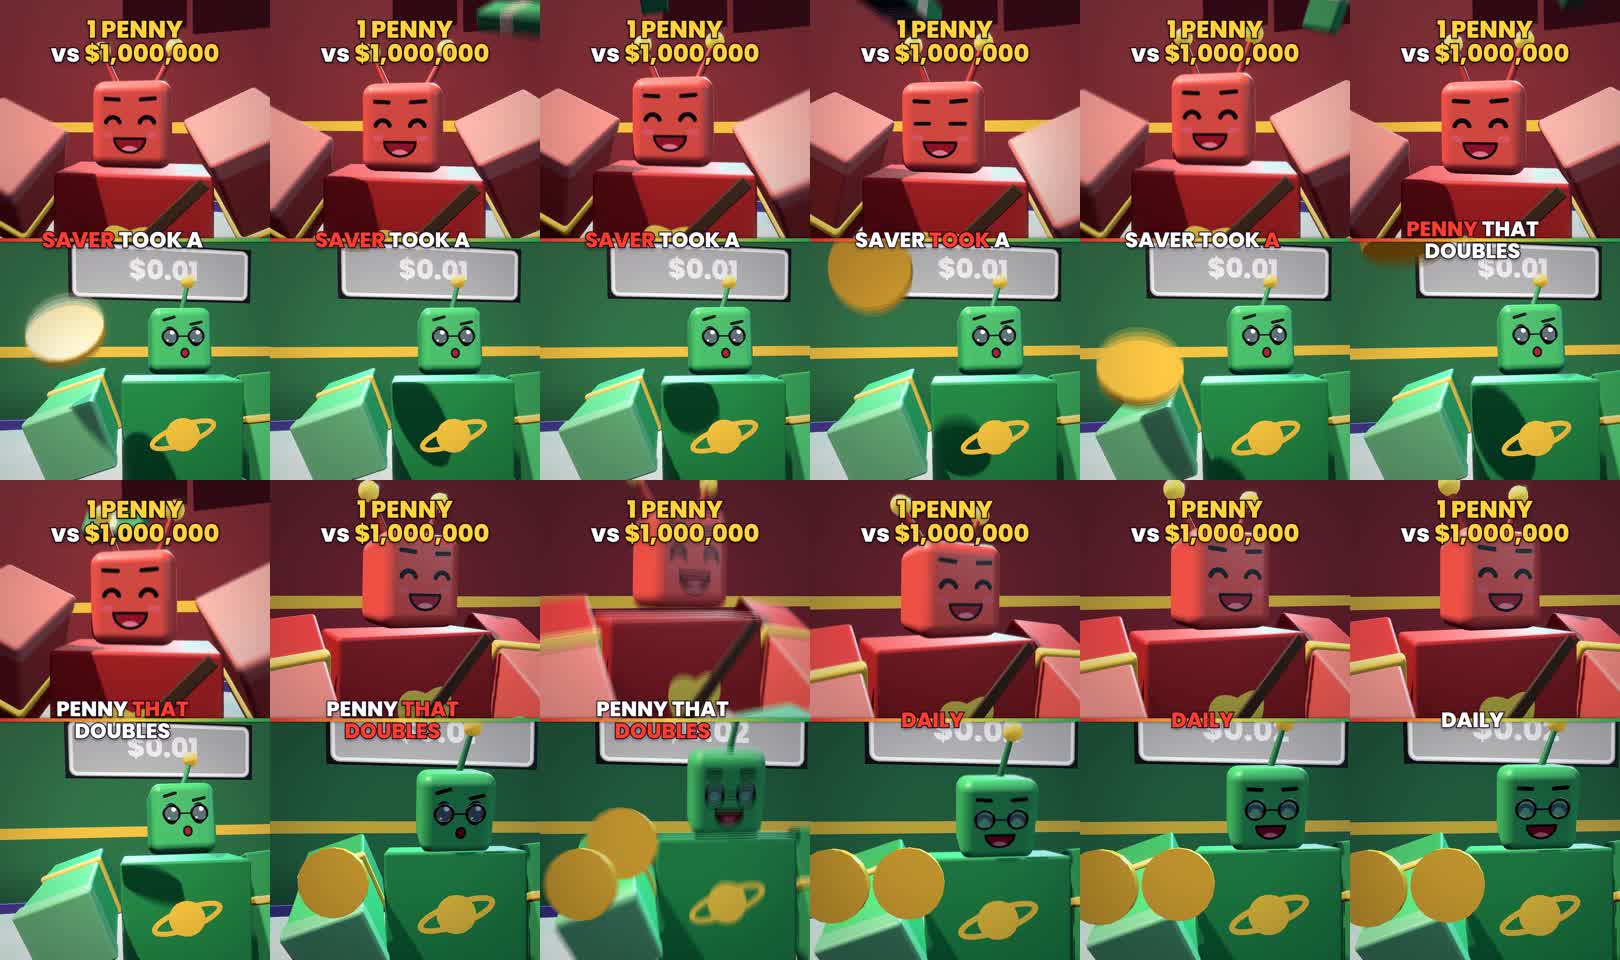 1 PENNY
vs $1,000,000
SAVER TOOK A
$0.01
1 PENNY
vs $1,000,000
SAVER TOOK A
$0.01
1 PENNY
vs $1,000,000
SAVER TOOK A
$0.01
1 PENNY
vs $1,000,000
SAVER TOOK A
$0.01
1 PENNY
vs $1,000,000
SAVER TOOK A
$0.01
1 PENNY
vs $1,000,000
PENNY THAT
DOUBLES
$0.01
1 PENNY
vs $1,000,000
PENNY THAT
DOUBLES
$0.01
1 PENNY
vs $1,000,000
PENNY THAT
DOUBLES
1 PENNY
vs $1,000,000
PENNY THAT
DOUBLES
1 PENNY
vs $1,000,000
DAILY
1 PENNY
vs $1,000,000
DAILY
$0.02
1 PENNY
vs $1,000,000
DAILY
$0.02